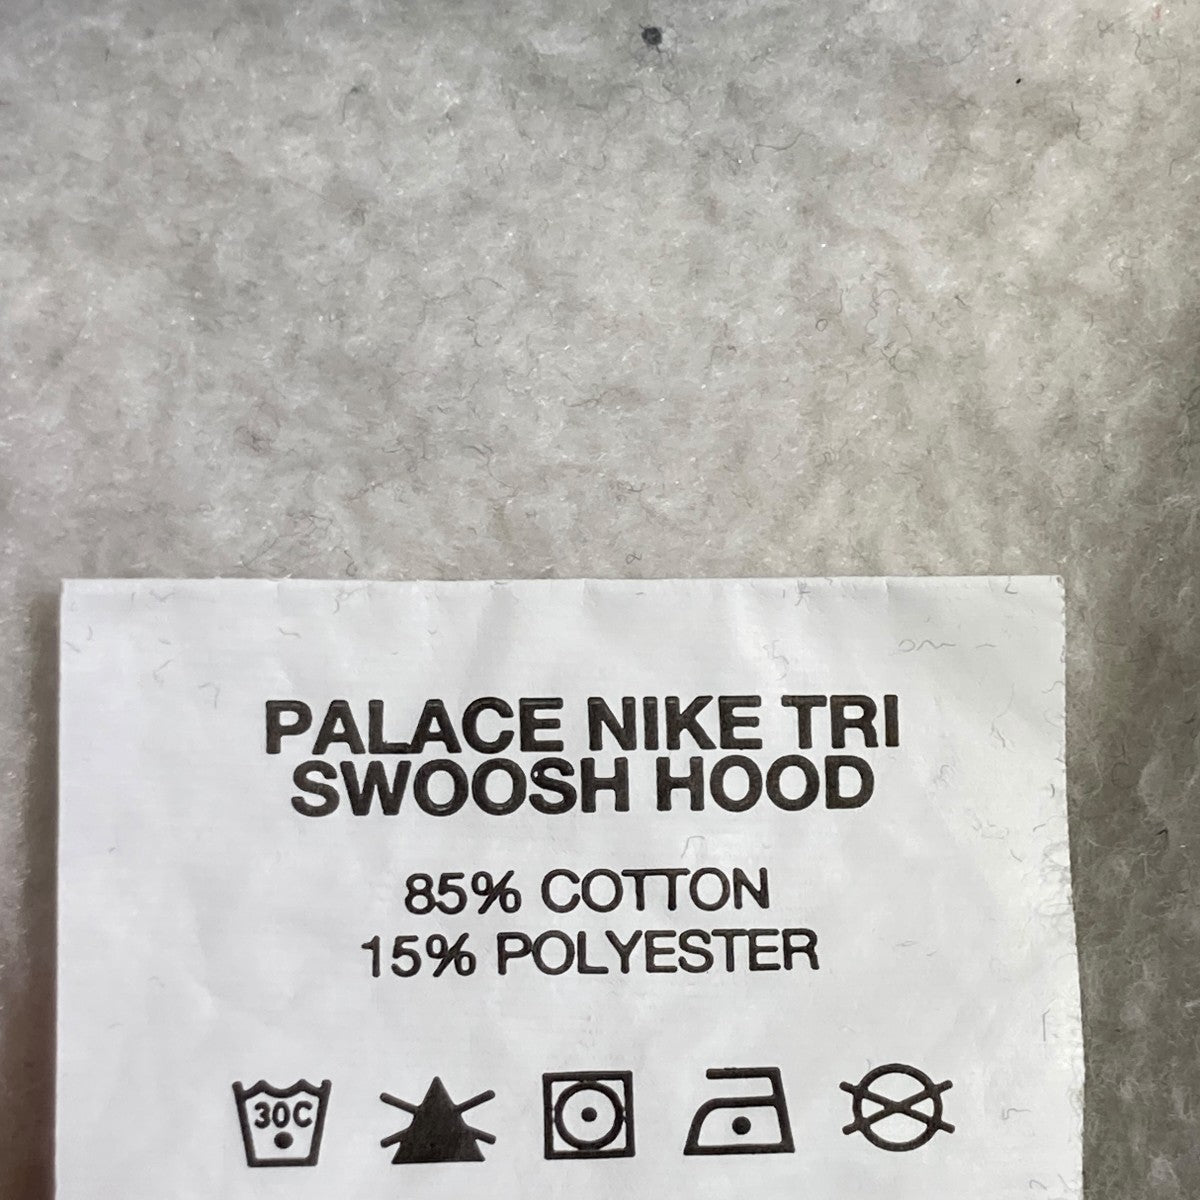 PALACE NIKE TRI
SWOOSH HOOD
85% COTTON
15% POLYESTER
30C